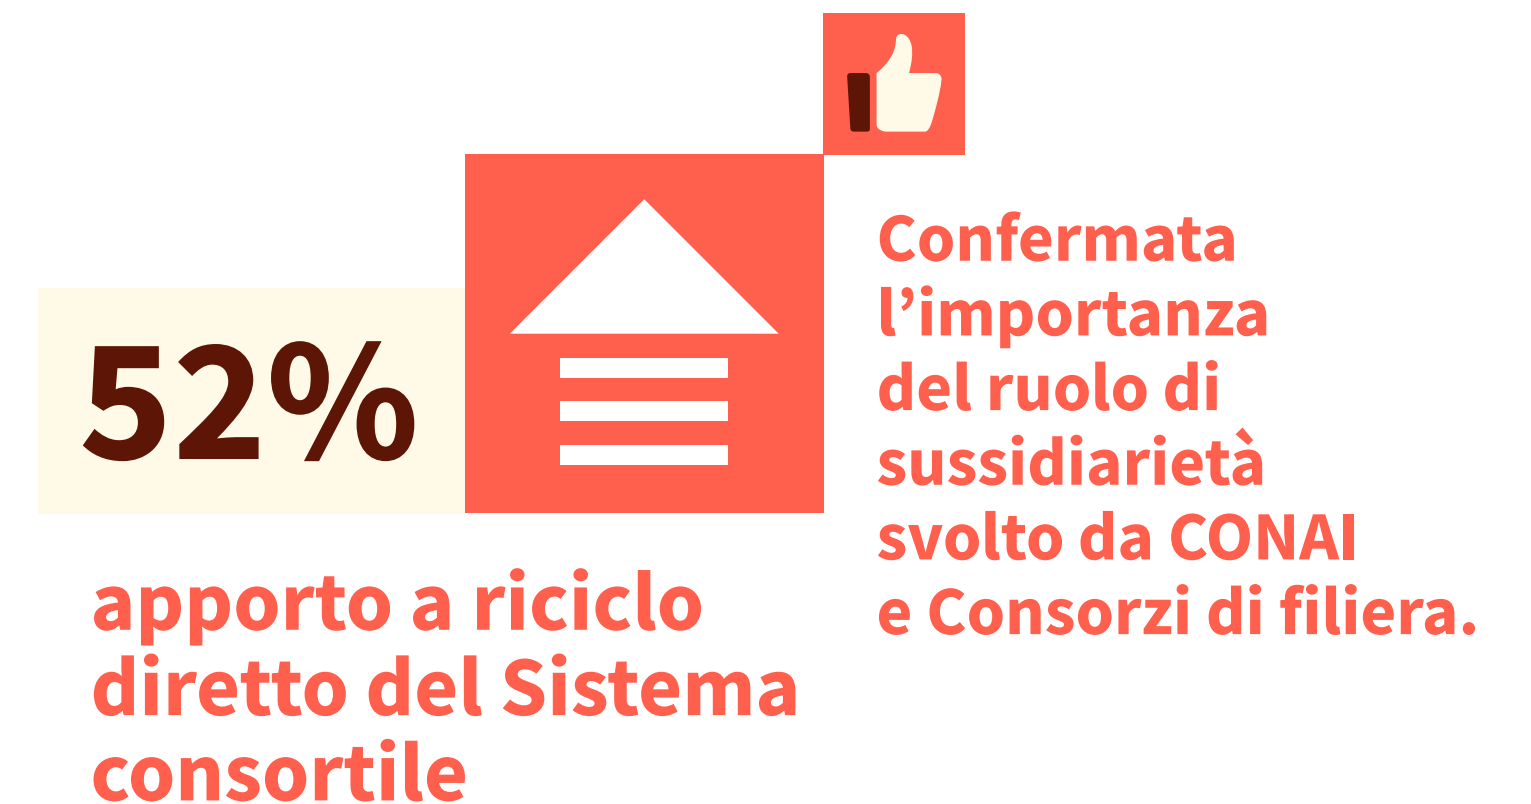 52%
apporto a riciclo
diretto del Sistema
consortile
Confermata
l’importanza
del ruolo di
sussidiarietà
svolto da CONAI
e Consorzi di filiera.